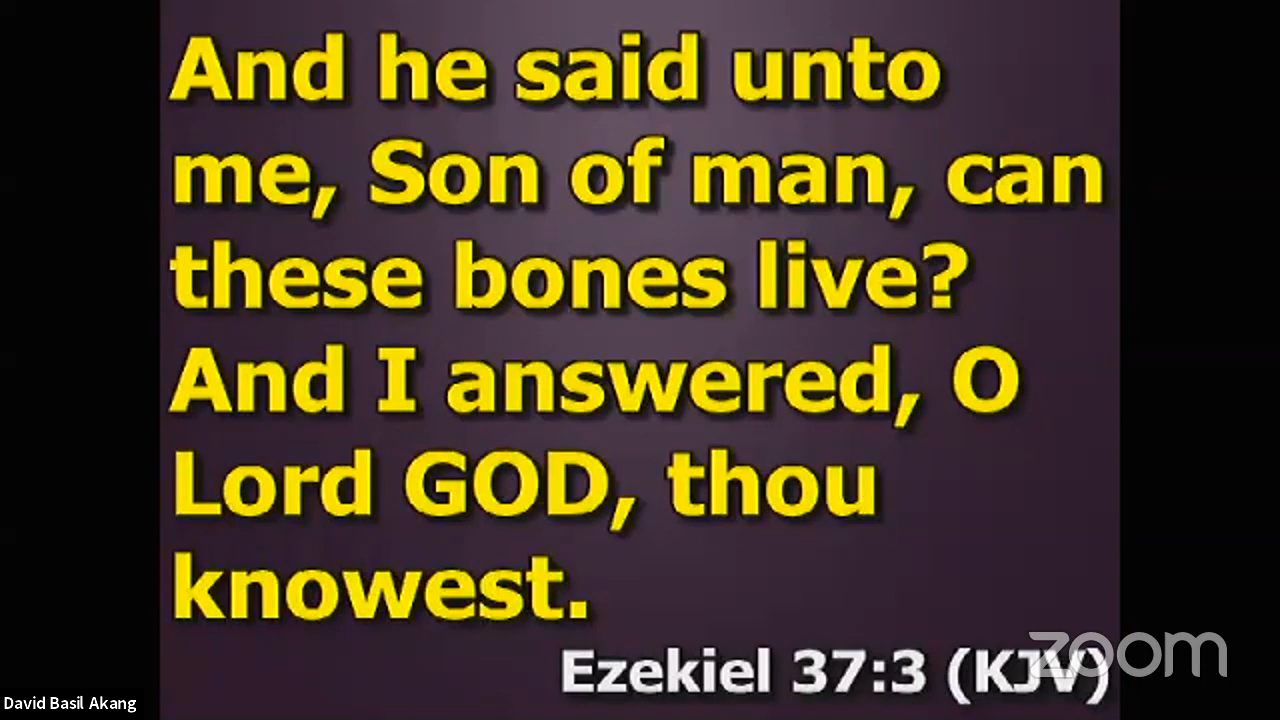 And he said unto
me, Son of man, can
these bones live?
And I answered, O
Lord GOD, thou
knowest.
Ezekiel 37:3 (KJV)
zoom
David Basil Akang